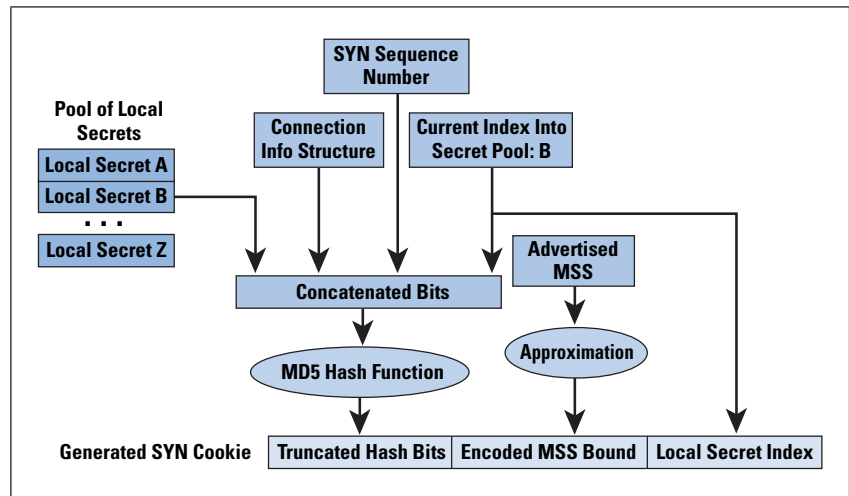 SYN Sequence
Number
Pool of Local
Secrets
Connection
Info Structure
Current Index Into
Secret Pool: B
Local Secret A
Local Secret B
. . .
Local Secret Z
Advertised
MSS
Concatenated Bits
Approximation
MD5 Hash Function
Generated SYN Cookie
Truncated Hash Bits
Encoded MSS Bound
Local Secret Index